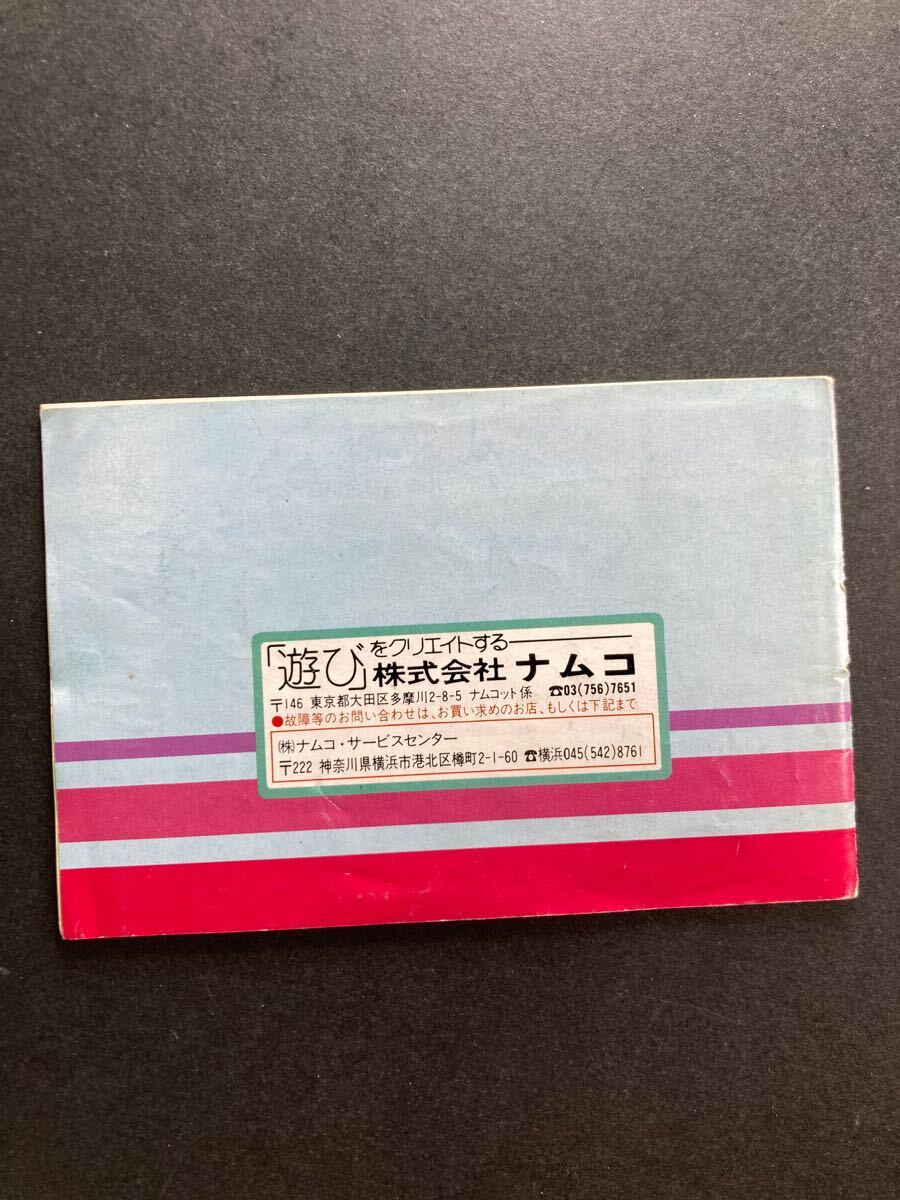 「遊び」をクリエイトする
株式会社 ナムコ
〒146 東京都大田区多摩川2-8-5 ナムコット係 ☎03(756)7651
●故障等のお問い合わせは、お買い求めのお店、もしくは下記まで
㈱ナムコ・サービスセンター
〒222 神奈川県横浜市港北区樽町2-1-60 ☎横浜045(542)8761